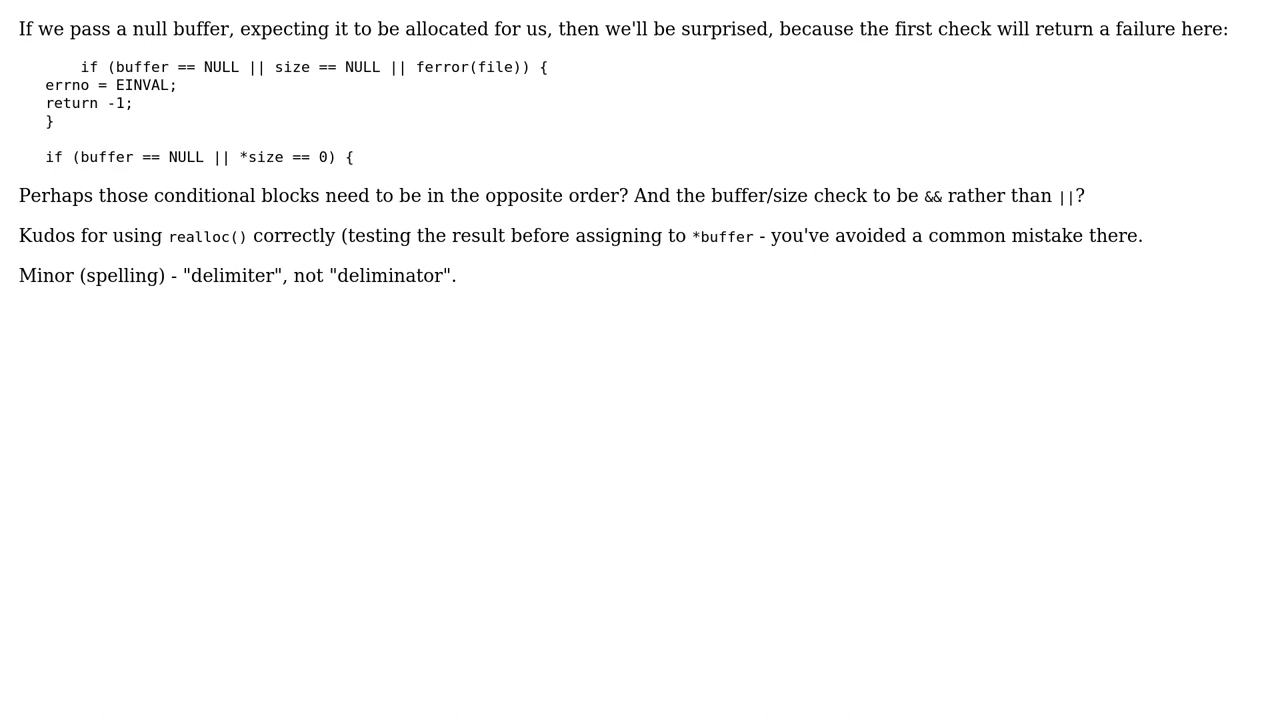 If we pass a null buffer, expecting it to be allocated for us, then we'll be surprised, because the first check will return a failure here:
    if (buffer == NULL || size == NULL || ferror(file)) {
errno = EINVAL;
return -1;
}
if (buffer == NULL || *size == 0) {
Perhaps those conditional blocks need to be in the opposite order? And the buffer/size check to be && rather than ||?
Kudos for using realloc() correctly (testing the result before assigning to *buffer - you've avoided a common mistake there.
Minor (spelling) - "delimiter", not "deliminator".